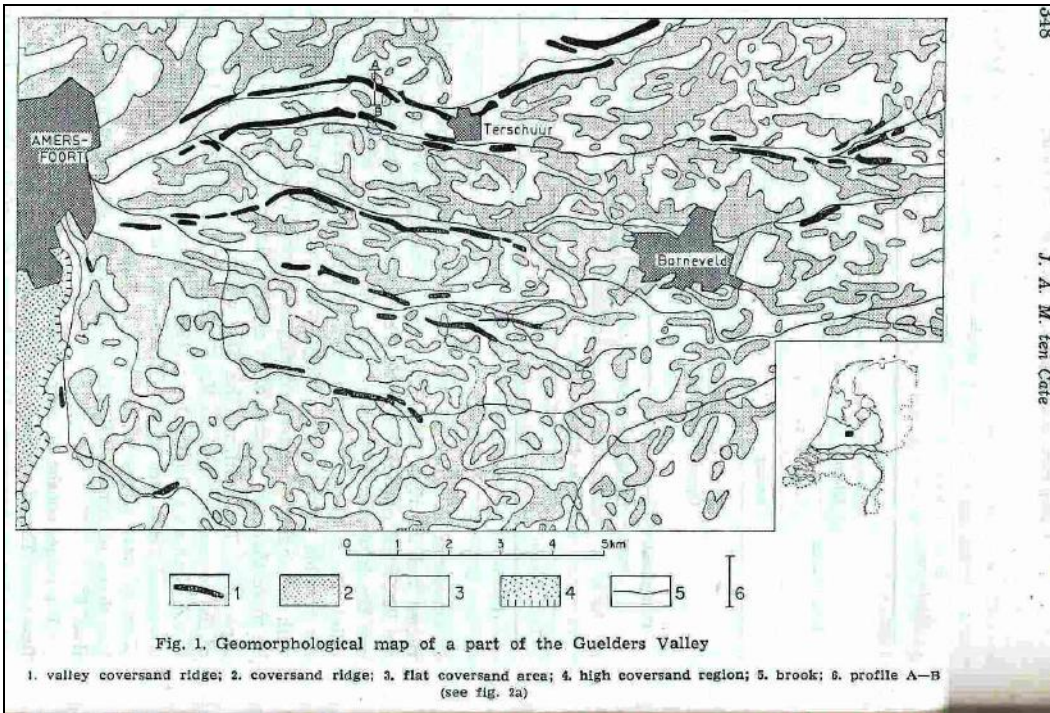 348
J. A. M. ten Cate
AMERS-
FOORT
A
B
Terschuur
Barneveld
0 1 2 3 4 5km
1 2 3 4 5 6
Fig. 1. Geomorphological map of a part of the Guelders Valley
1. valley coversand ridge; 2. coversand ridge; 3. flat coversand area; 4. high coversand region; 5. brook; 6. profile A—B
(see fig. 2a)